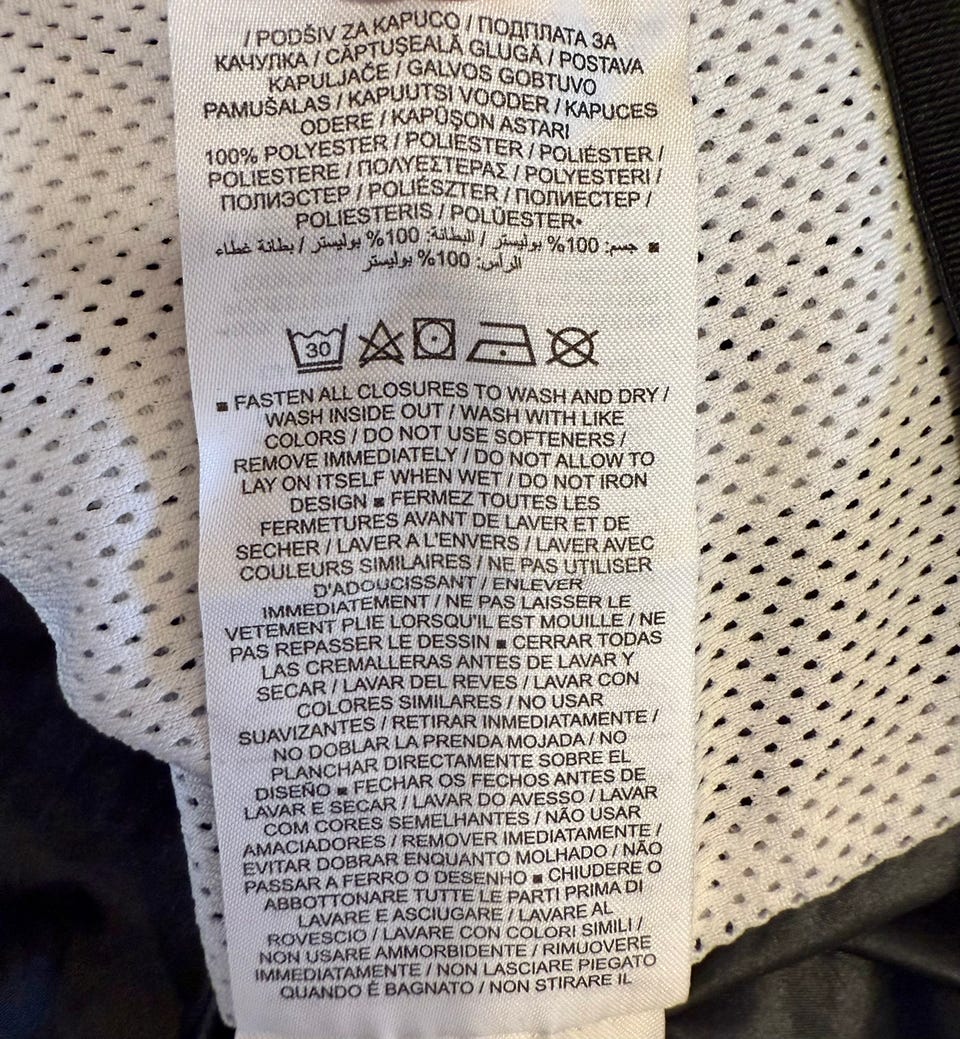 / PODŠIV ZA KAPUCO / ПОДПЛАТА ЗА
КАЧУЛКА / CĂPTUŞEALĂ GLUGĂ / POSTAVA
KAPULJAČE / GALVOS GOBTUVO
PAMUŠALAS / KAPUUTSI VOODER / KAPUCES
ODERE / KAPÜŞON ASTARI
100% POLYESTER / POLIÉSTER / POLIÉSTER /
POLIESTERE / ΠΟΛΥΕΣΤΕΡΑΣ / POLYESTERI /
ПОЛИЭСТЕР / POLIÉSZTER / ПОЛИЕСТЕР /
POLIESTERIS / POLÜESTER•
▪ جسم: 100% بوليستر / البطانة: 100% بوليستر / بطانة غطاء
الرأس: 100% بوليستر
30
▪ FASTEN ALL CLOSURES TO WASH AND DRY /
WASH INSIDE OUT / WASH WITH LIKE
COLORS / DO NOT USE SOFTENERS /
REMOVE IMMEDIATELY / DO NOT ALLOW TO
LAY ON ITSELF WHEN WET / DO NOT IRON
DESIGN ▪ FERMEZ TOUTES LES
FERMETURES AVANT DE LAVER ET DE
SECHER / LAVER A L'ENVERS / LAVER AVEC
COULEURS SIMILAIRES / NE PAS UTILISER
D'ADOUCISSANT / ENLEVER
IMMEDIATEMENT / NE PAS LAISSER LE
VETEMENT PLIE LORSQU'IL EST MOUILLE / NE
PAS REPASSER LE DESSIN ▪ CERRAR TODAS
LAS CREMALLERAS ANTES DE LAVAR Y
SECAR / LAVAR DEL REVES / LAVAR CON
COLORES SIMILARES / NO USAR
SUAVIZANTES / RETIRAR INMEDIATAMENTE /
NO DOBLAR LA PRENDA MOJADA / NO
PLANCHAR DIRECTAMENTE SOBRE EL
DISEÑO ▪ FECHAR OS FECHOS ANTES DE
LAVAR E SECAR / LAVAR DO AVESSO / LAVAR
COM CORES SEMELHANTES / NÃO USAR
AMACIADORES / REMOVER IMEDIATAMENTE /
EVITAR DOBRAR ENQUANTO MOLHADO / NÃO
PASSAR A FERRO O DESENHO ▪ CHIUDERE O
ABBOTTONARE TUTTE LE PARTI PRIMA DI
LAVARE E ASCIUGARE / LAVARE AL
ROVESCIO / LAVARE CON COLORI SIMILI /
NON USARE AMMORBIDENTE / RIMUOVERE
IMMEDIATAMENTE / NON LASCIARE PIEGATO
QUANDO É BAGNATO / NON STIRARE IL